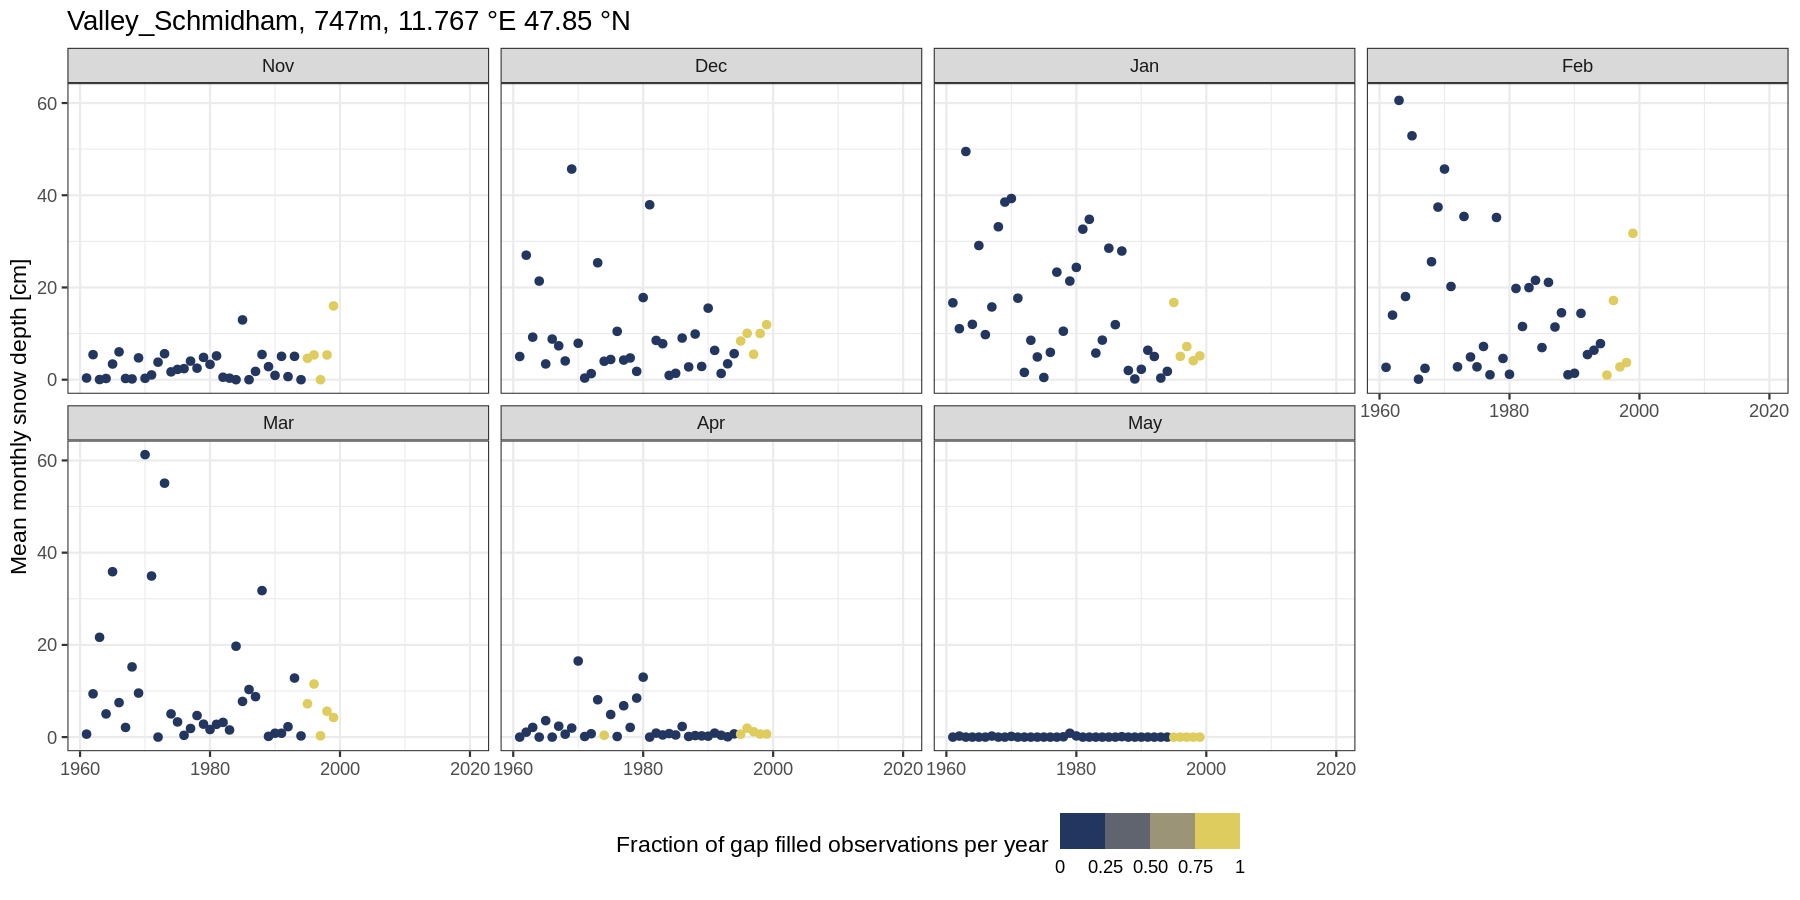 Valley_Schmidham, 747m, 11.767 °E 47.85 °N
Nov
Dec
Jan
Feb
60
40
20
0
1960 1980 2000 2020
Mean monthly snow depth [cm]
Mar
Apr
May
60
40
20
0
1960 1980 2000 2020
1960 1980 2000 2020
1960 1980 2000 2020
Fraction of gap filled observations per year
0 0.25 0.50 0.75 1